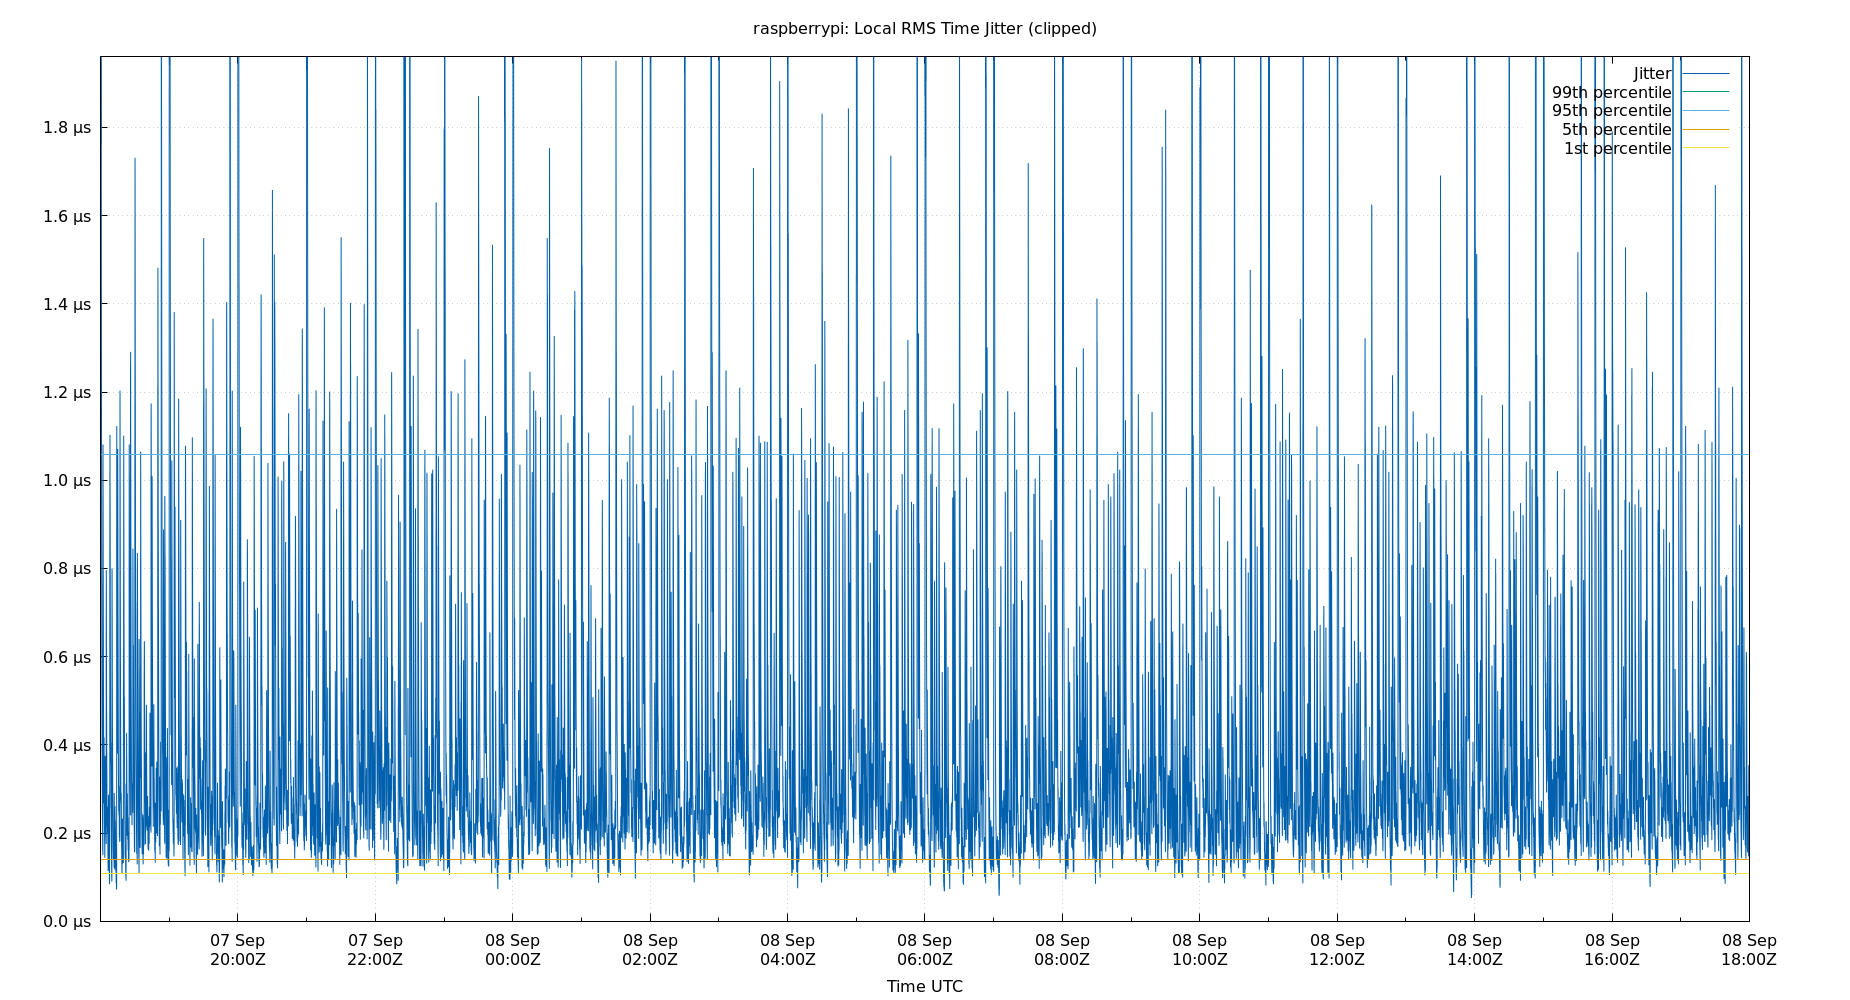 raspberrypi: Local RMS Time Jitter (clipped)
Jitter
99th percentile
95th percentile
5th percentile
1st percentile
1.8 μs
1.6 μs
1.4 μs
1.2 μs
1.0 μs
0.8 μs
0.6 μs
0.4 μs
0.2 μs
0.0 μs
07 Sep 07 Sep 08 Sep 08 Sep 08 Sep 08 Sep 08 Sep 08 Sep 08 Sep 08 Sep 08 Sep 08 Sep
20:00Z 22:00Z 00:00Z 02:00Z 04:00Z 06:00Z 08:00Z 10:00Z 12:00Z 14:00Z 16:00Z 18:00Z
Time UTC